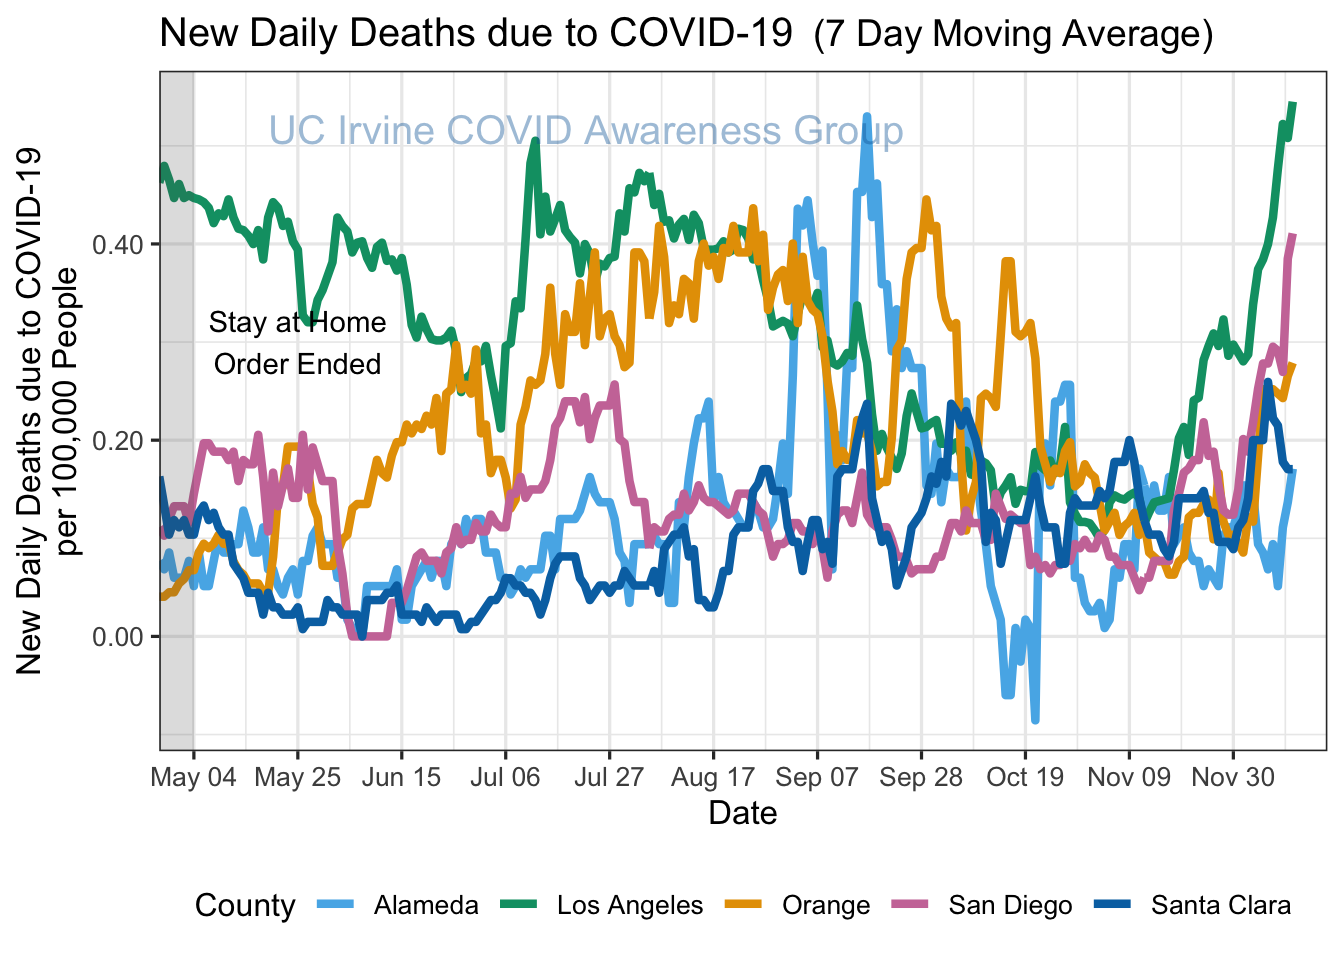 New Daily Deaths due to COVID-19 (7 Day Moving Average)
UC Irvine COVID Awareness Group
New Daily Deaths due to COVID-19
per 100,000 People
0.40
0.20
0.00
Stay at Home
Order Ended
May 04 May 25 Jun 15 Jul 06 Jul 27 Aug 17 Sep 07 Sep 28 Oct 19 Nov 09 Nov 30
Date
County Alameda Los Angeles Orange San Diego Santa Clara